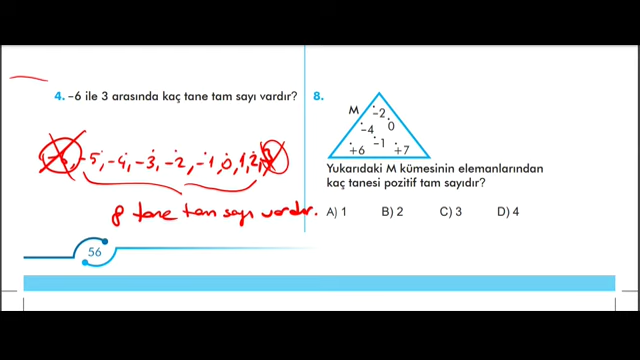 4. –6 ile 3 arasında kaç tane tam sayı vardır?
-6, -5, -4, -3, -2, -1, 0, 1, 2, 3
8 tane tam sayı vardır.
56
8.
M
-2
-4
0
-1
+6
+7
Yukarıdaki M kümesinin elemanlarından
kaç tanesi pozitif tam sayıdır?
A) 1 B) 2 C) 3 D) 4